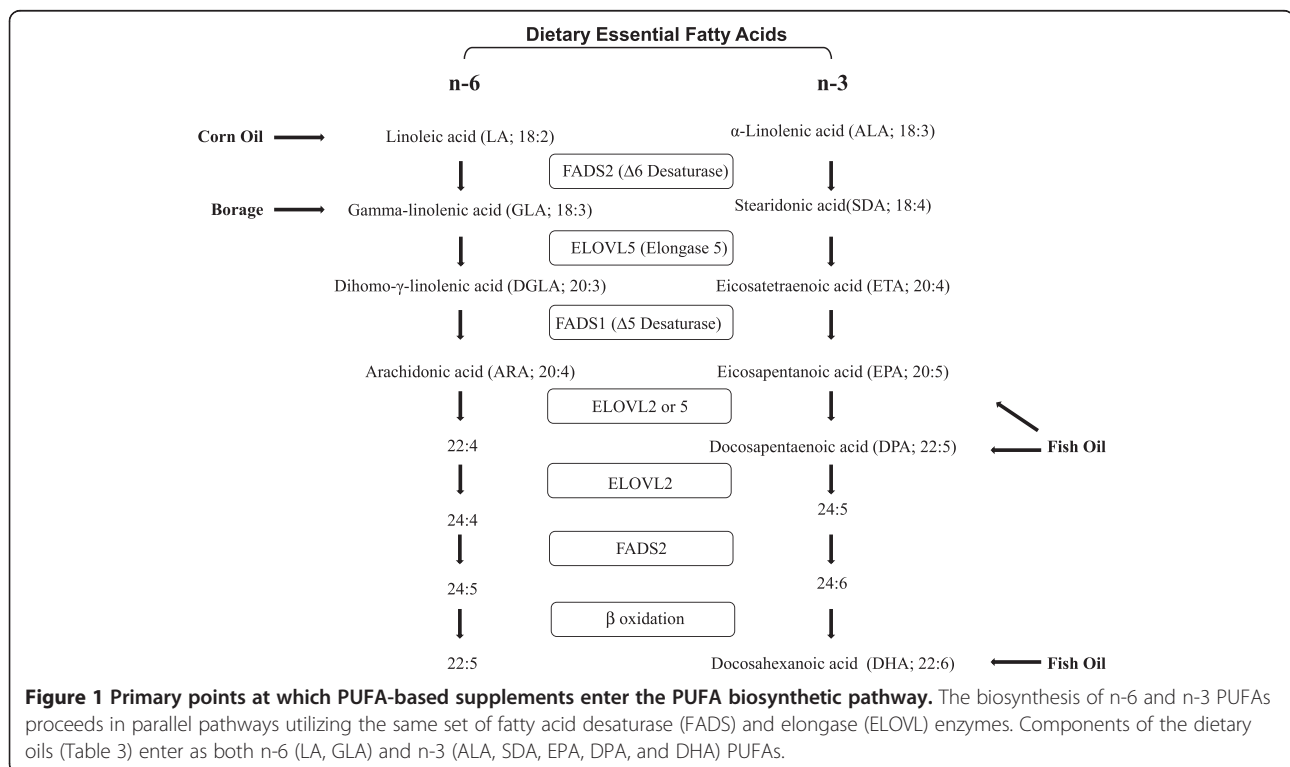 Dietary Essential Fatty Acids
n-6
n-3
Corn Oil
Linoleic acid (LA; 18:2)
α-Linolenic acid (ALA; 18:3)
FADS2 (Δ6 Desaturase)
Borage
Gamma-linolenic acid (GLA; 18:3)
Stearidonic acid(SDA; 18:4)
ELOVL5 (Elongase 5)
Dihomo-γ-linolenic acid (DGLA; 20:3)
Eicosatetraenoic acid (ETA; 20:4)
FADS1 (Δ5 Desaturase)
Arachidonic acid (ARA; 20:4)
Eicosapentanoic acid (EPA; 20:5)
ELOVL2 or 5
22:4
Docosapentaenoic acid (DPA; 22:5)
Fish Oil
ELOVL2
24:4
24:5
FADS2
24:5
24:6
β oxidation
22:5
Docosahexanoic acid (DHA; 22:6)
Fish Oil
Figure 1 Primary points at which PUFA-based supplements enter the PUFA biosynthetic pathway. The biosynthesis of n-6 and n-3 PUFAs
proceeds in parallel pathways utilizing the same set of fatty acid desaturase (FADS) and elongase (ELOVL) enzymes. Components of the dietary
oils (Table 3) enter as both n-6 (LA, GLA) and n-3 (ALA, SDA, EPA, DPA, and DHA) PUFAs.